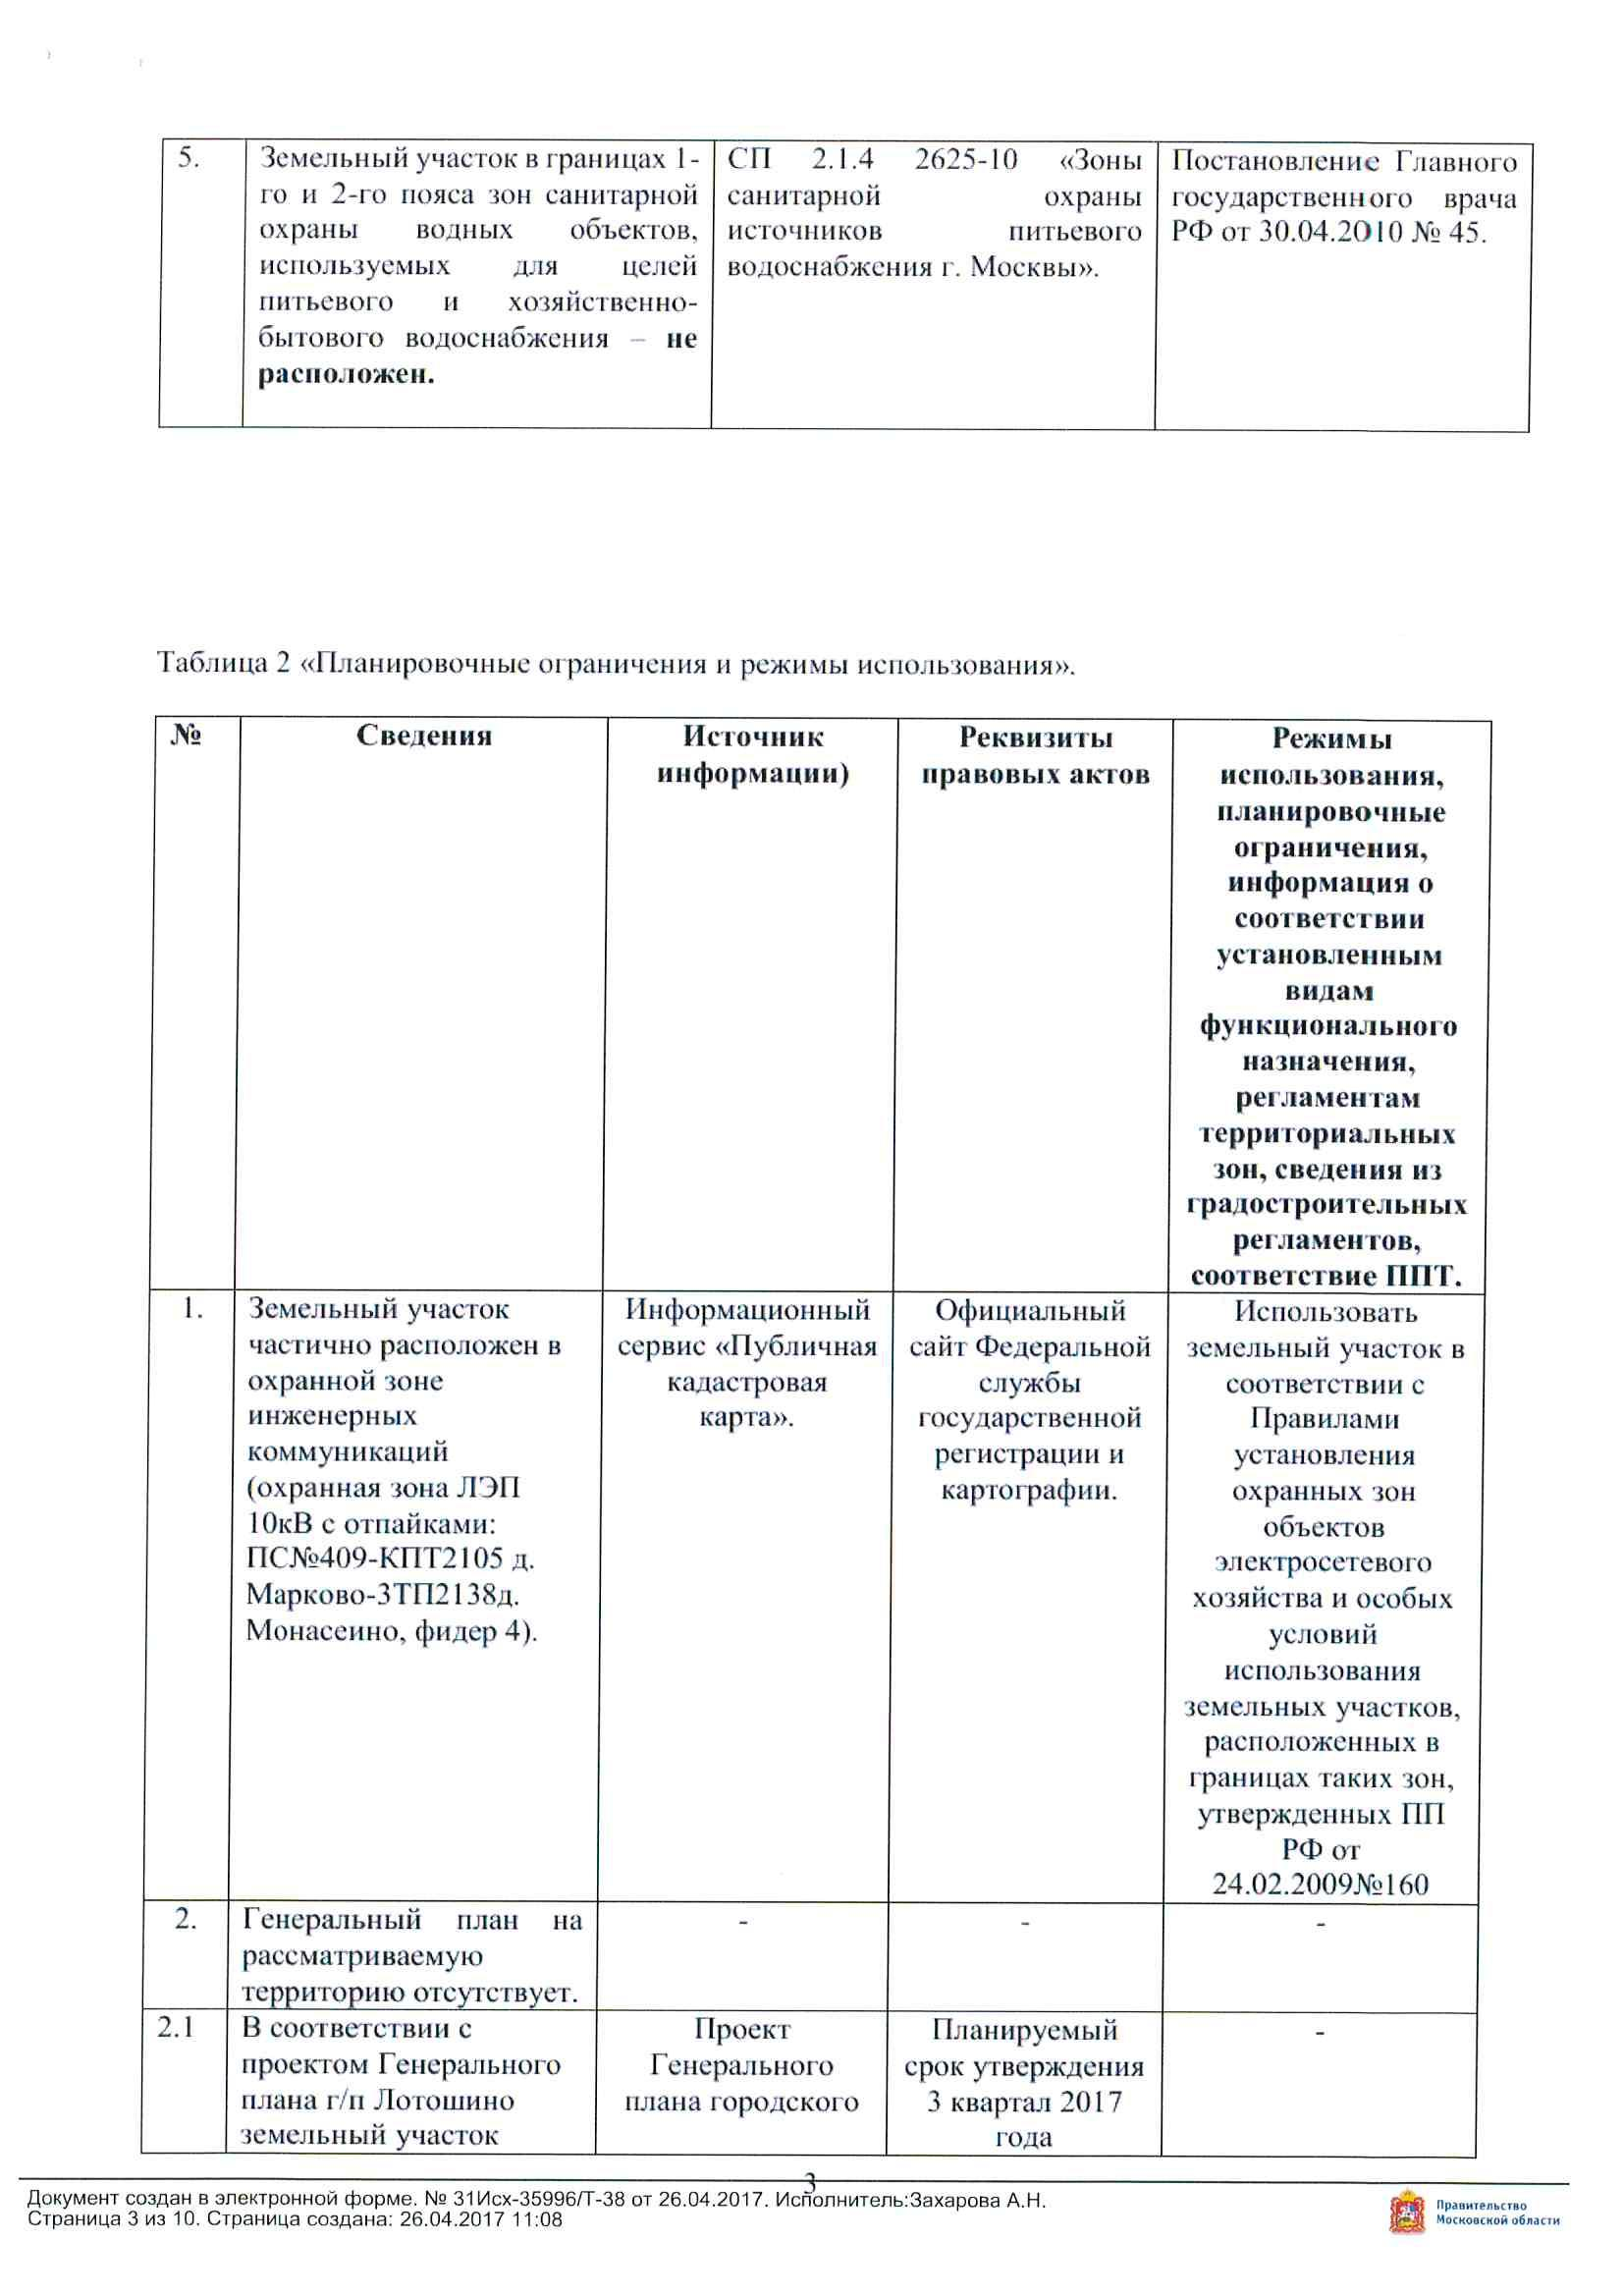 5.
Земельный участок в границах 1-
го и 2-го пояса зон санитарной
охраны водных объектов,
используемых для целей
питьевого и хозяйственно-
бытового водоснабжения – не
расположен.
СП 2.1.4 2625-10 «Зоны
санитарной охраны
источников питьевого
водоснабжения г. Москвы».
Постановление Главного
государственного врача
РФ от 30.04.2010 № 45.
Таблица 2 «Планировочные ограничения и режимы использования».
№
Сведения
Источник
информации)
Реквизиты
правовых актов
Режимы
использования,
планировочные
ограничения,
информация о
соответствии
установленным
видам
функционального
назначения,
регламентам
территориальных
зон, сведения из
градостроительных
регламентов,
соответствие ППТ.
1.
Земельный участок
частично расположен в
охранной зоне
инженерных
коммуникаций
(охранная зона ЛЭП
10кВ с отпайками:
ПС№409-КПТ2105 д.
Марково-ЗТП2138д.
Монасеино, фидер 4).
Информационный
сервис «Публичная
кадастровая
карта».
Официальный
сайт Федеральной
службы
государственной
регистрации и
картографии.
Использовать
земельный участок в
соответствии с
Правилами
установления
охранных зон
объектов
электросетевого
хозяйства и особых
условий
использования
земельных участков,
расположенных в
границах таких зон,
утвержденных ПП
РФ от
24.02.2009№160
2.
Генеральный план на
рассматриваемую
территорию отсутствует.
-
-
-
2.1
В соответствии с
проектом Генерального
плана г/п Лотошино
земельный участок
Проект
Генерального
плана городского
Планируемый
срок утверждения
3 квартал 2017
года
-
3
Документ создан в электронной форме. № 31Исх-35996/Т-38 от 26.04.2017. Исполнитель:Захарова А.Н.
Страница 3 из 10. Страница создана: 26.04.2017 11:08
Правительство
Московской области